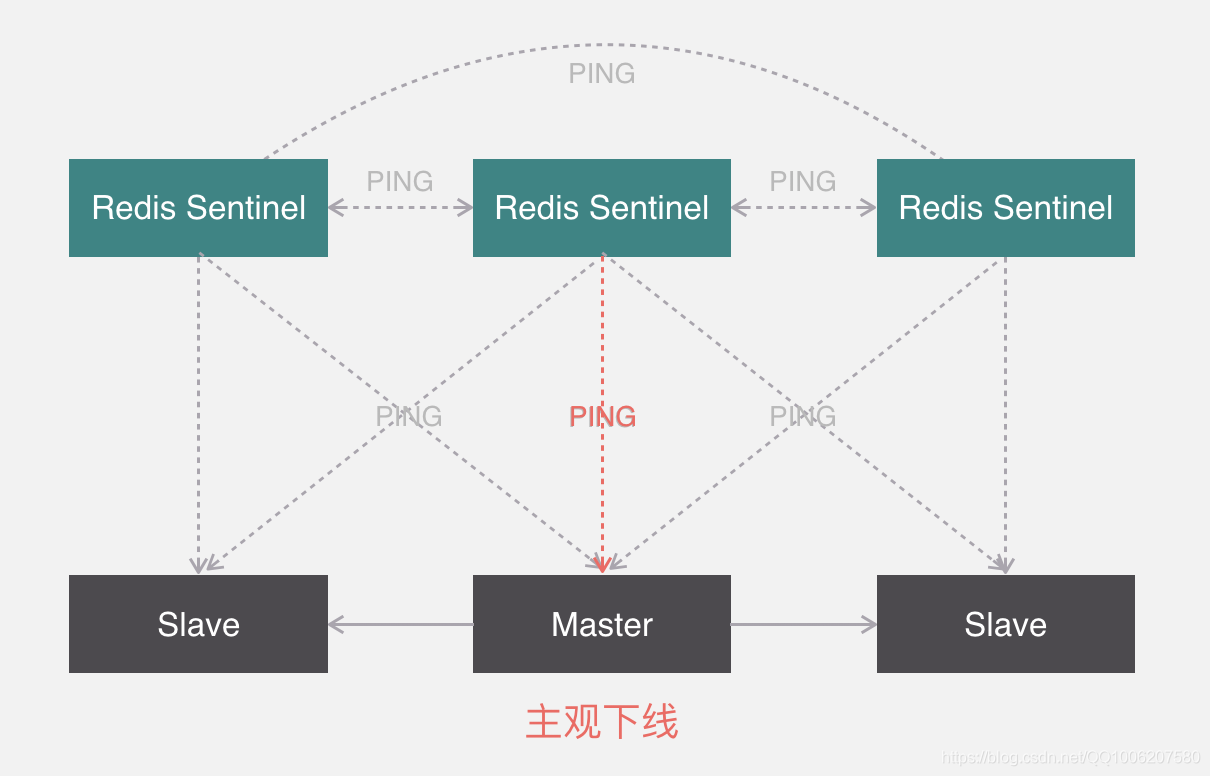 PING
PING PING
Redis Sentinel Redis Sentinel Redis Sentinel
PING PING PING
Slave Master Slave
主观下线
https://blog.csdn.net/QQ1006207580